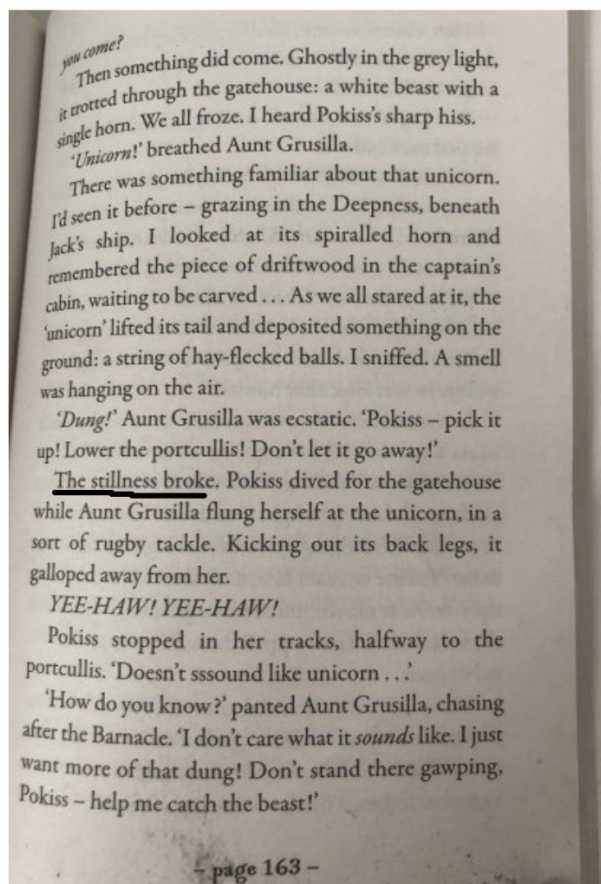 you come?
Then something did come. Ghostly in the grey light,
it trotted through the gatehouse: a white beast with a
single horn. We all froze. I heard Pokiss's sharp hiss.
'Unicorn!' breathed Aunt Grusilla.
There was something familiar about that unicorn.
I'd seen it before – grazing in the Deepness, beneath
Jack's ship. I looked at its spiralled horn and
remembered the piece of driftwood in the captain's
cabin, waiting to be carved ... As we all stared at it, the
'unicorn' lifted its tail and deposited something on the
ground: a string of hay-flecked balls. I sniffed. A smell
was hanging on the air.
'Dung!' Aunt Grusilla was ecstatic. 'Pokiss – pick it
up! Lower the portcullis! Don't let it go away!'
The stillness broke. Pokiss dived for the gatehouse
while Aunt Grusilla flung herself at the unicorn, in a
sort of rugby tackle. Kicking out its back legs, it
galloped away from her.
YEE-HAW! YEE-HAW!
Pokiss stopped in her tracks, halfway to the
portcullis. 'Doesn't sssound like unicorn ...'
'How do you know?' panted Aunt Grusilla, chasing
after the Barnacle. 'I don't care what it sounds like. I just
want more of that dung! Don't stand there gawping,
Pokiss – help me catch the beast!'
– page 163 –